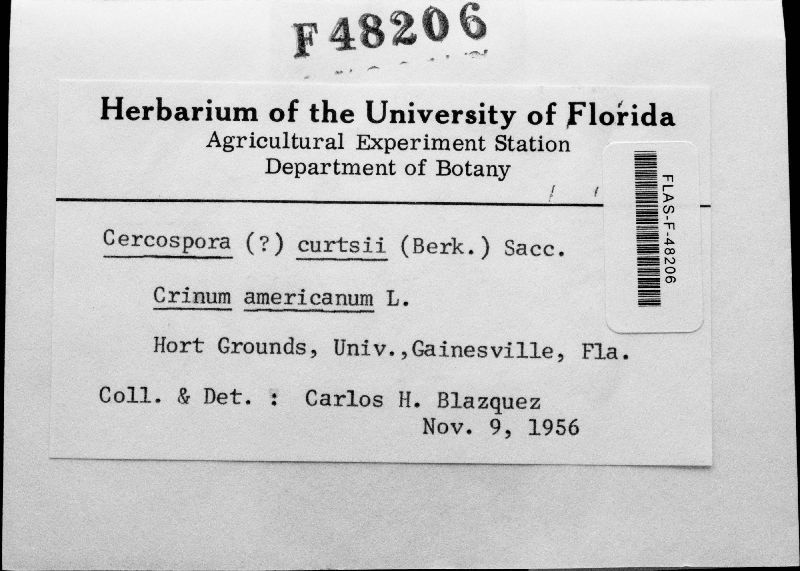 F 48206
Herbarium of the University of Florida
Agricultural Experiment Station
Department of Botany
FLAS-F-48206
Cercospora (?) curtsii (Berk.) Sacc.
Crinum americanum L.
Hort Grounds, Univ.,Gainesville, Fla.
Coll. & Det. : Carlos H. Blazquez
Nov. 9, 1956